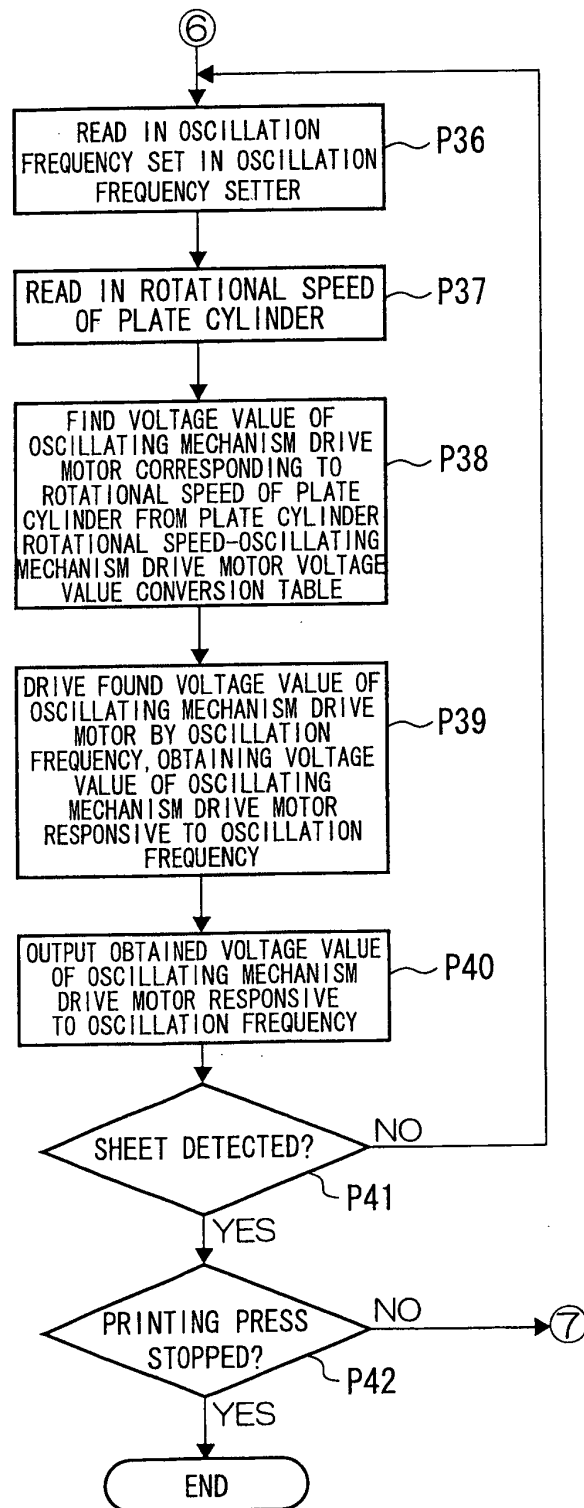 ⑥
READ IN OSCILLATION
FREQUENCY SET IN OSCILLATION
FREQUENCY SETTER
P36
READ IN ROTATIONAL SPEED
OF PLATE CYLINDER
P37
FIND VOLTAGE VALUE OF
OSCILLATING MECHANISM DRIVE
MOTOR CORRESPONDING TO
ROTATIONAL SPEED OF PLATE
CYLINDER FROM PLATE CYLINDER
ROTATIONAL SPEED-OSCILLATING
MECHANISM DRIVE MOTOR VOLTAGE
VALUE CONVERSION TABLE
P38
DRIVE FOUND VOLTAGE VALUE OF
OSCILLATING MECHANISM DRIVE
MOTOR BY OSCILLATION
FREQUENCY, OBTAINING VOLTAGE
VALUE OF OSCILLATING
MECHANISM DRIVE MOTOR
RESPONSIVE TO OSCILLATION
FREQUENCY
P39
OUTPUT OBTAINED VOLTAGE VALUE
OF OSCILLATING MECHANISM
DRIVE MOTOR RESPONSIVE
TO OSCILLATION FREQUENCY
P40
SHEET DETECTED?
NO
P41
YES
PRINTING PRESS
STOPPED?
NO
⑦
P42
YES
END